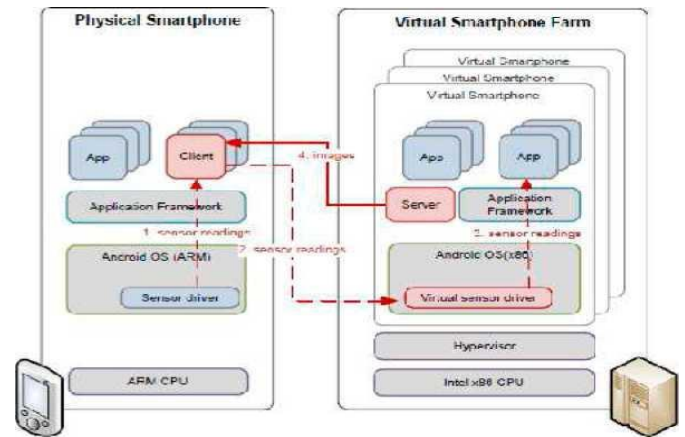 Physical Smartphone
App
Client
Application Framework
1. sensor readings
Android OS (ARM)
Sensor driver
ARM CPU
4. images
2. sensor readings
Virtual Smartphone Farm
Virtual Smartphone
Virtual Smartphone
Virtual Smartphone
App
App
Server
Application
Framework
3. sensor readings
Android OS(x86)
Virtual sensor driver
Hypervisor
Intel x86 CPU